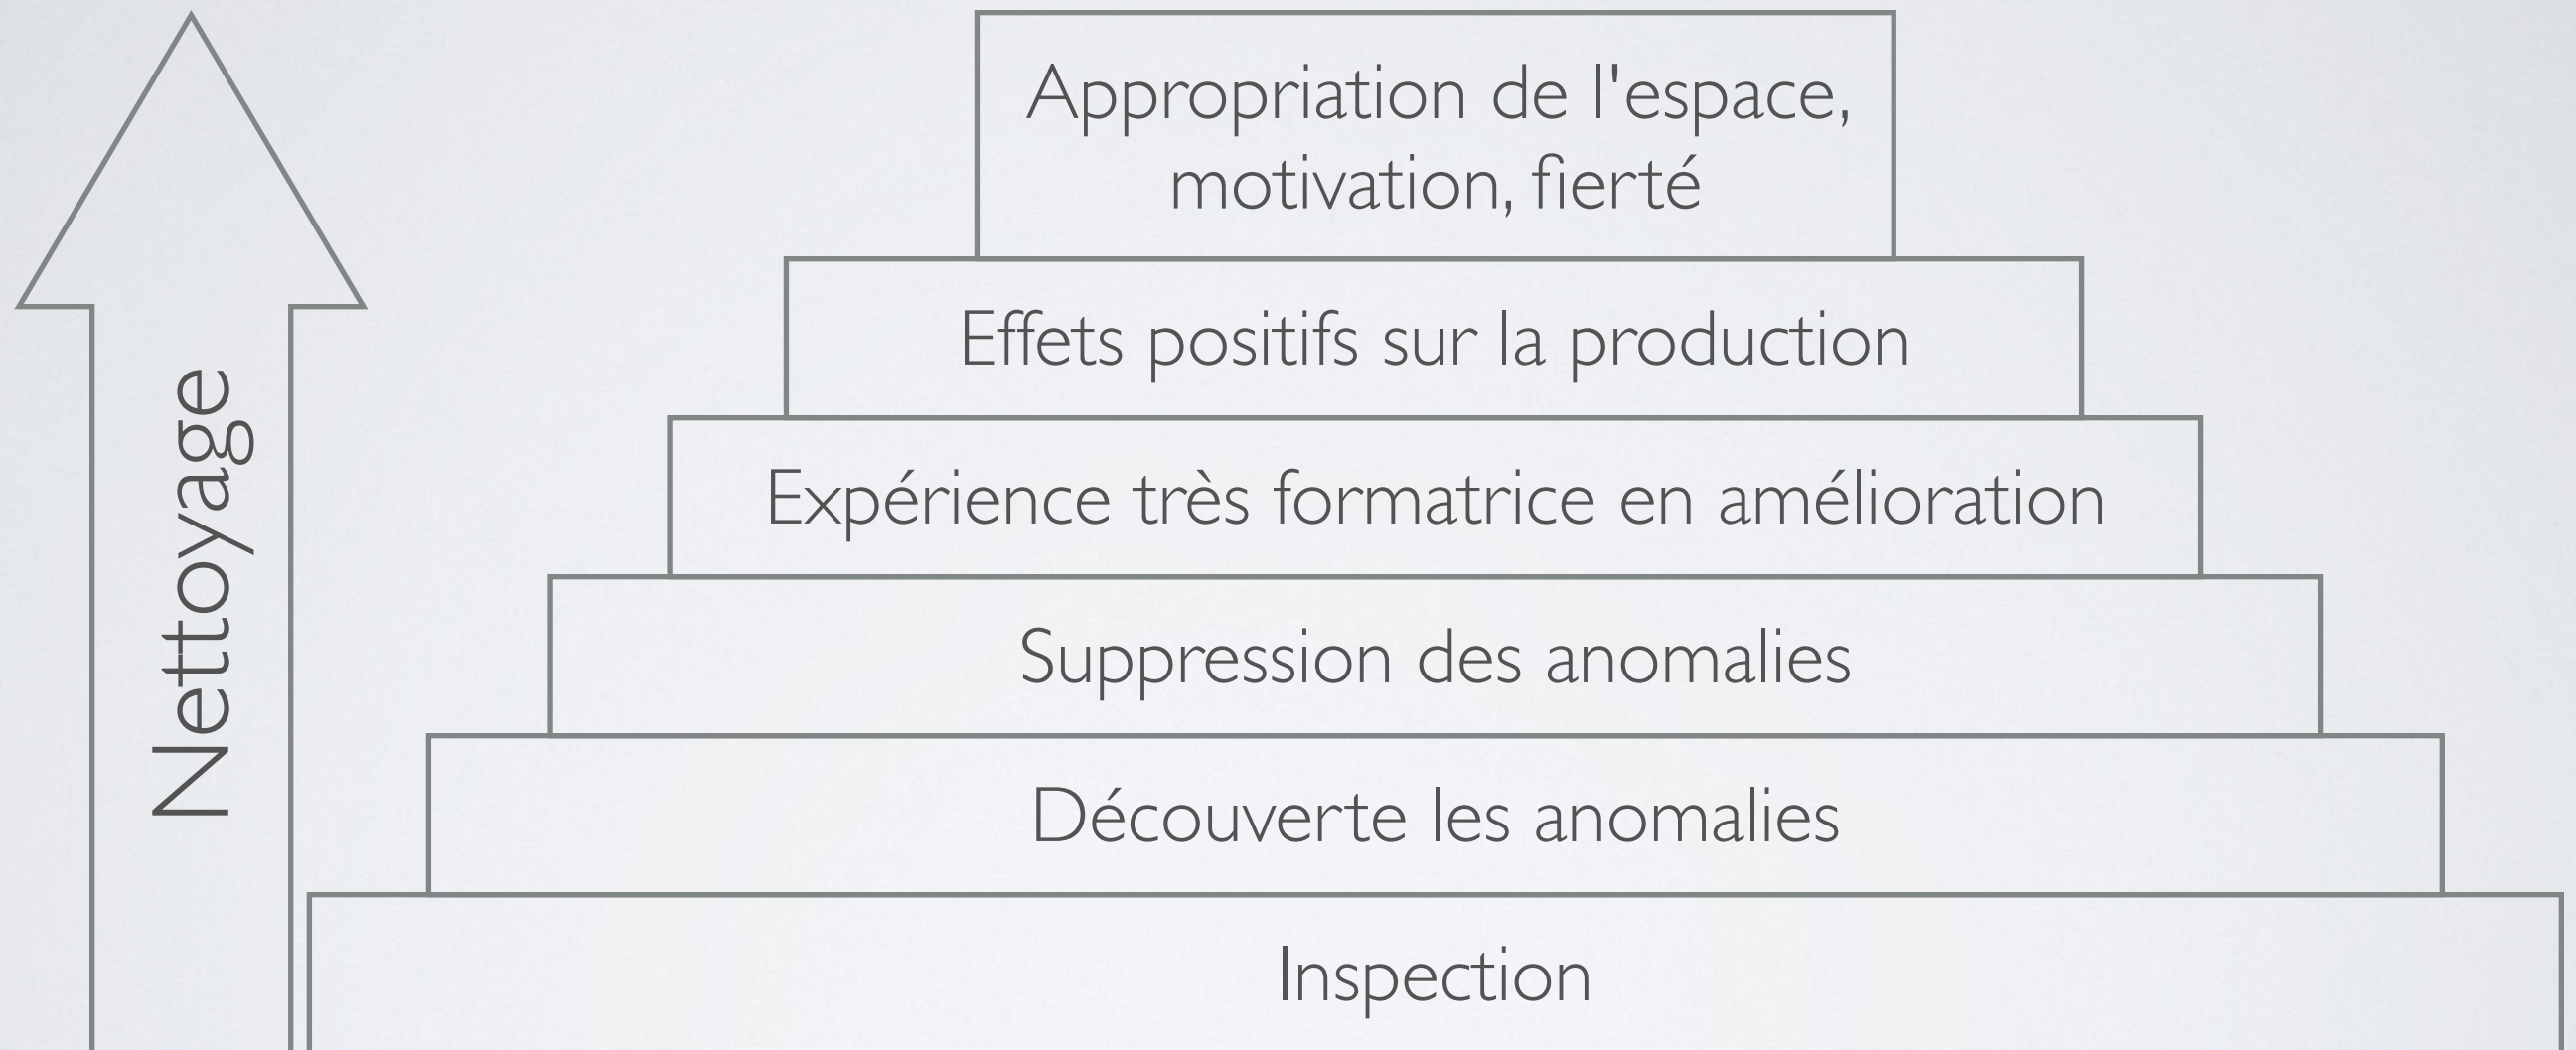 Nettoyage
Appropriation de l'espace,
motivation, fierté
Effets positifs sur la production
Expérience très formatrice en amélioration
Suppression des anomalies
Découverte les anomalies
Inspection